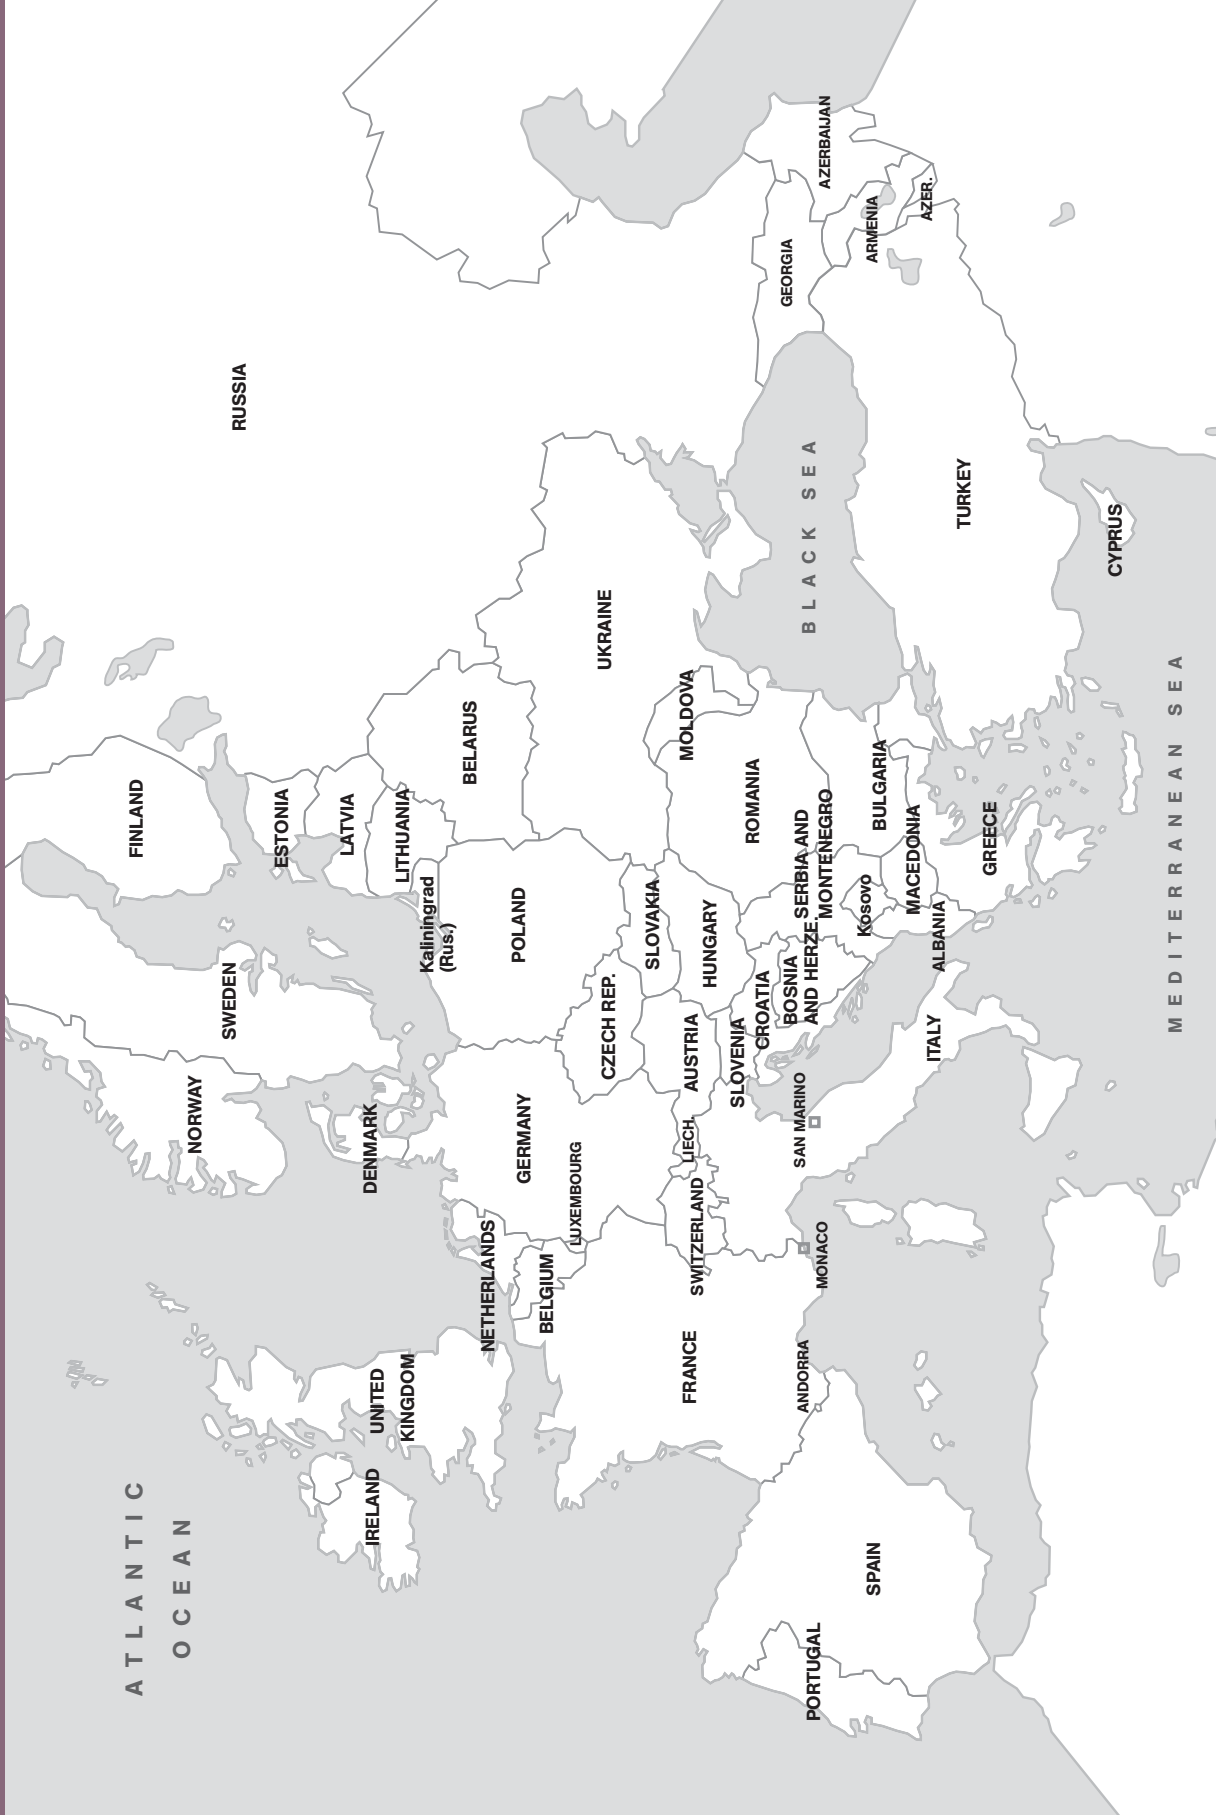 ATLANTIC
OCEAN
NORWAY
SWEDEN
FINLAND
RUSSIA
ESTONIA
LATVIA
LITHUANIA
Kaliningrad
(Rus.)
DENMARK
UNITED
KINGDOM
IRELAND
NETHERLANDS
BELGIUM
LUXEMBOURG
GERMANY
POLAND
BELARUS
UKRAINE
CZECH REP.
SLOVAKIA
MOLDOVA
FRANCE
SWITZERLAND
LIECH.
AUSTRIA
HUNGARY
ROMANIA
SLOVENIA
CROATIA
BOSNIA
AND HERZE.
SERBIA AND
MONTENEGRO
Kosovo
BULGARIA
MACEDONIA
ALBANIA
GREECE
SAN MARINO
MONACO
ITALY
ANDORRA
SPAIN
PORTUGAL
BLACK SEA
GEORGIA
AZERBAIJAN
ARMENIA
AZER.
TURKEY
CYPRUS
MEDITERRANEAN SEA